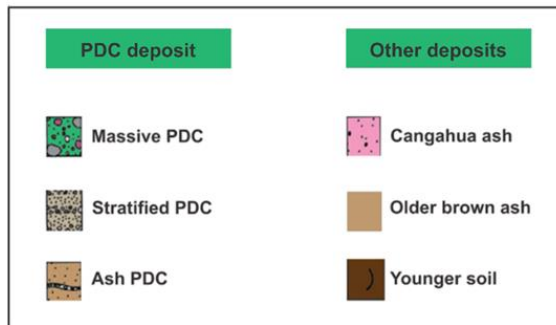 PDC deposit
Massive PDC
Stratified PDC
Ash PDC
Other deposits
Cangahua ash
Older brown ash
Younger soil